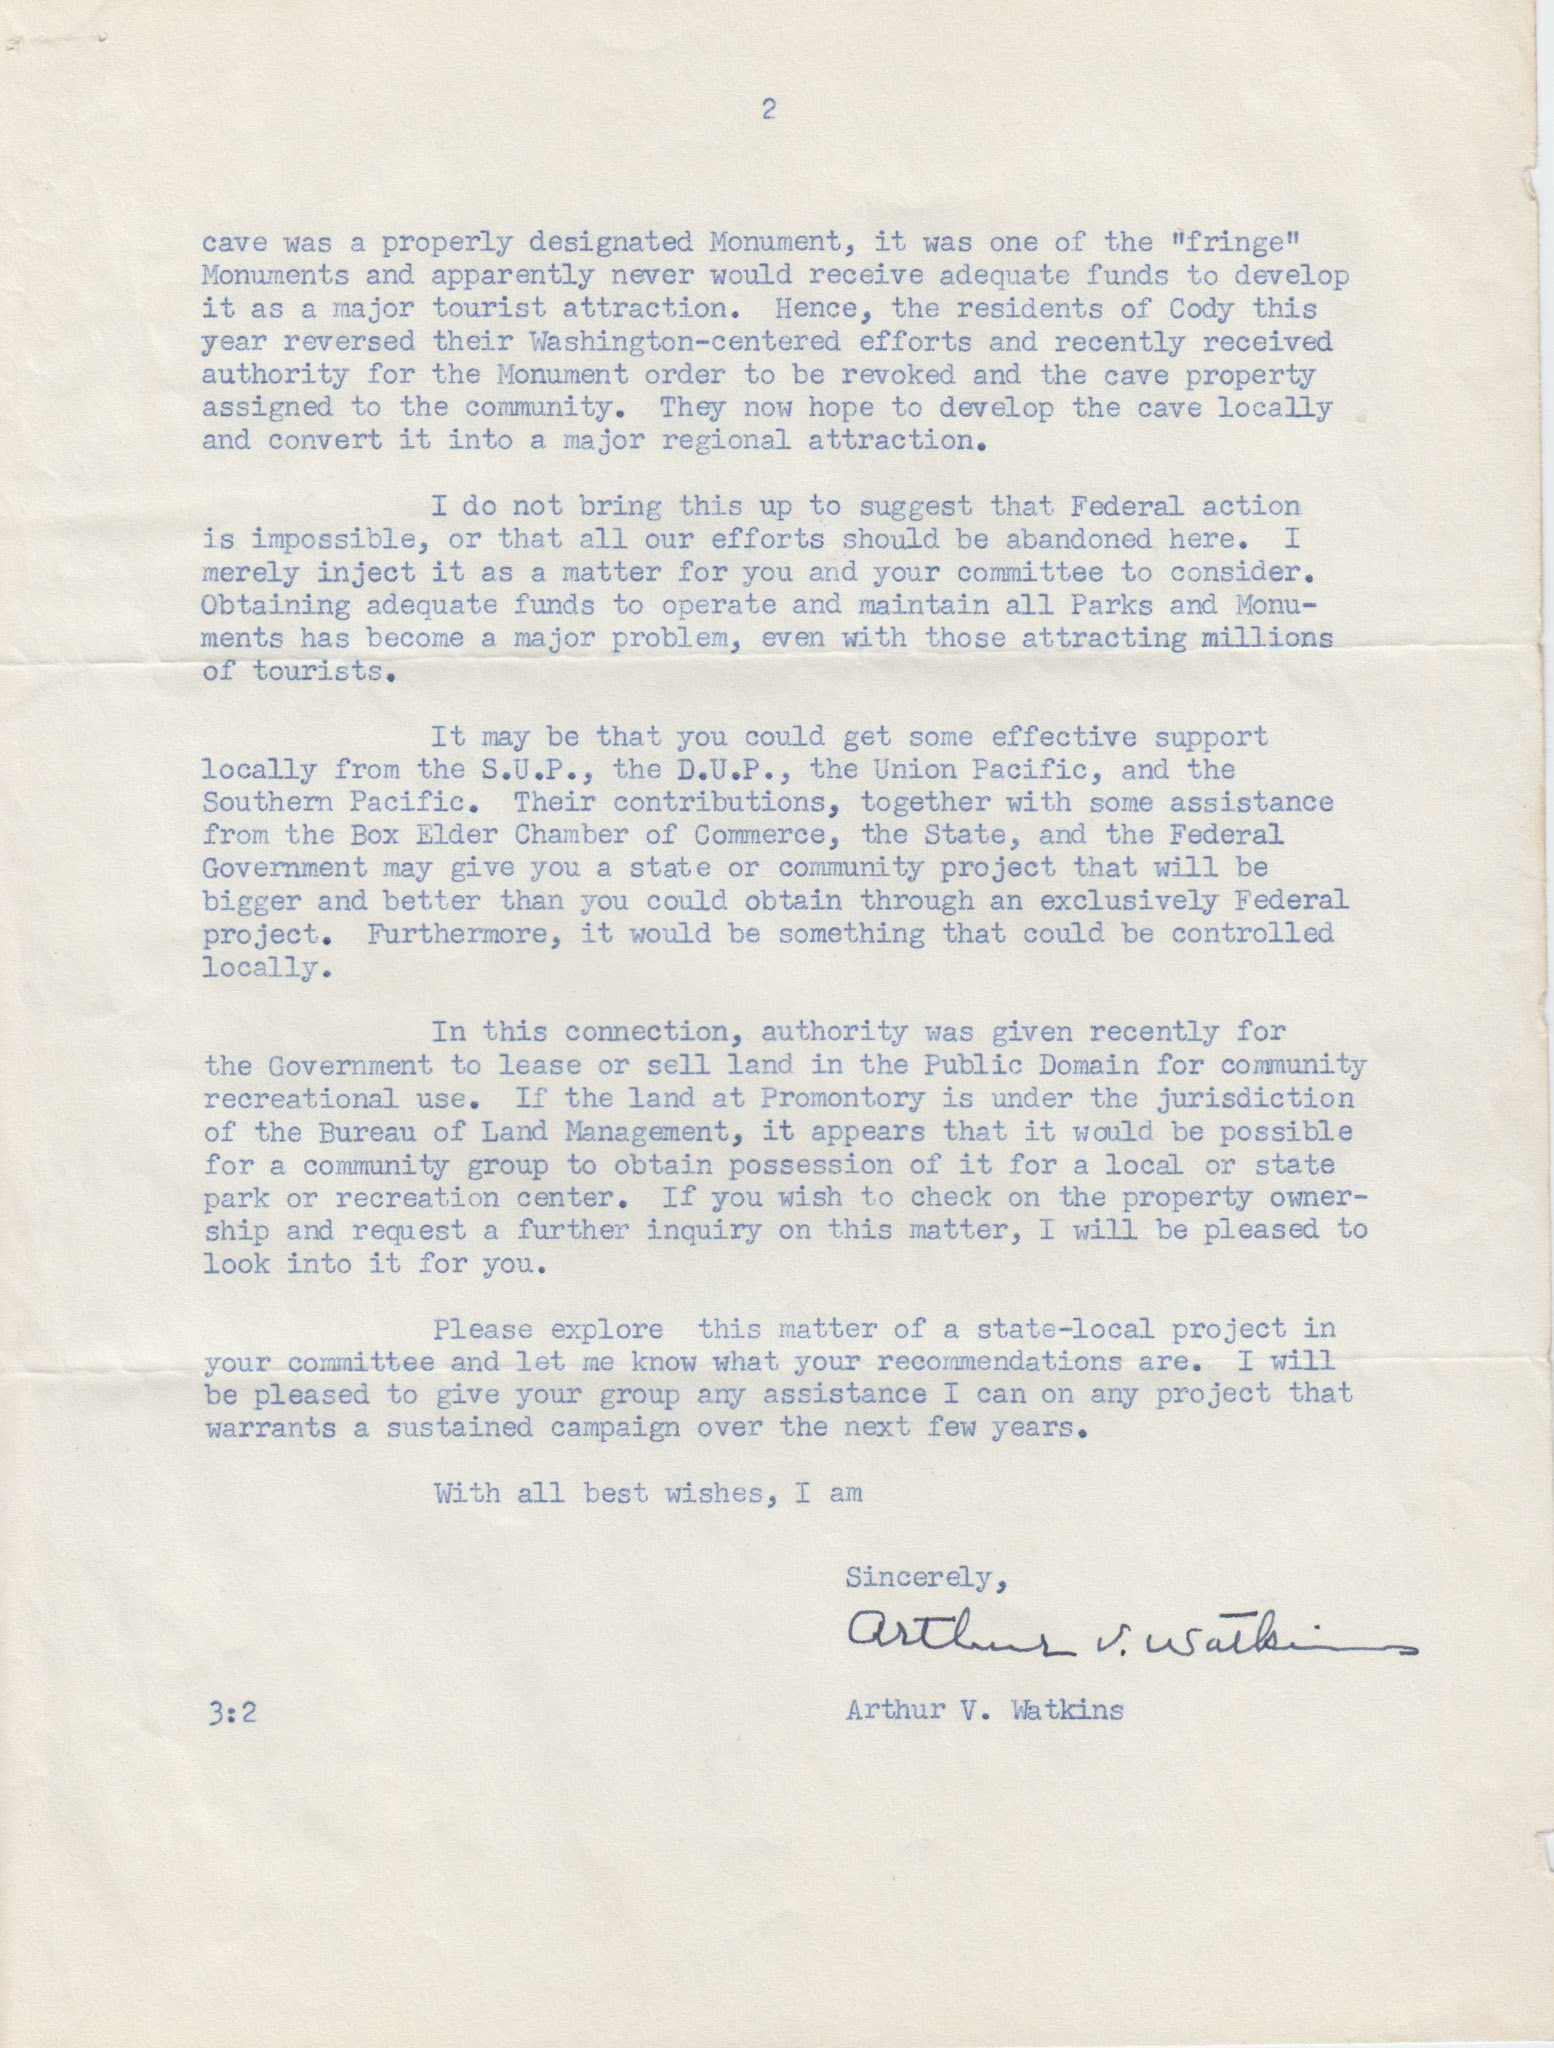 2
cave was a properly designated Monument, it was one of the "fringe"
Monuments and apparently never would receive adequate funds to develop
it as a major tourist attraction. Hence, the residents of Cody this
year reversed their Washington-centered efforts and recently received
authority for the Monument order to be revoked and the cave property
assigned to the community. They now hope to develop the cave locally
and convert it into a major regional attraction.
I do not bring this up to suggest that Federal action
is impossible, or that all our efforts should be abandoned here. I
merely inject it as a matter for you and your committee to consider.
Obtaining adequate funds to operate and maintain all Parks and Monu-
ments has become a major problem, even with those attracting millions
of tourists.
It may be that you could get some effective support
locally from the S.U.P., the D.U.P., the Union Pacific, and the
Southern Pacific. Their contributions, together with some assistance
from the Box Elder Chamber of Commerce, the State, and the Federal
Government may give you a state or community project that will be
bigger and better than you could obtain through an exclusively Federal
project. Furthermore, it would be something that could be controlled
locally.
In this connection, authority was given recently for
the Government to lease or sell land in the Public Domain for community
recreational use. If the land at Promontory is under the jurisdiction
of the Bureau of Land Management, it appears that it would be possible
for a community group to obtain possession of it for a local or state
park or recreation center. If you wish to check on the property owner-
ship and request a further inquiry on this matter, I will be pleased to
look into it for you.
Please explore this matter of a state-local project in
your committee and let me know what your recommendations are. I will
be pleased to give your group any assistance I can on any project that
warrants a sustained campaign over the next few years.
With all best wishes, I am
Sincerely,
Arthur V. Watkins
3:2 Arthur V. Watkins